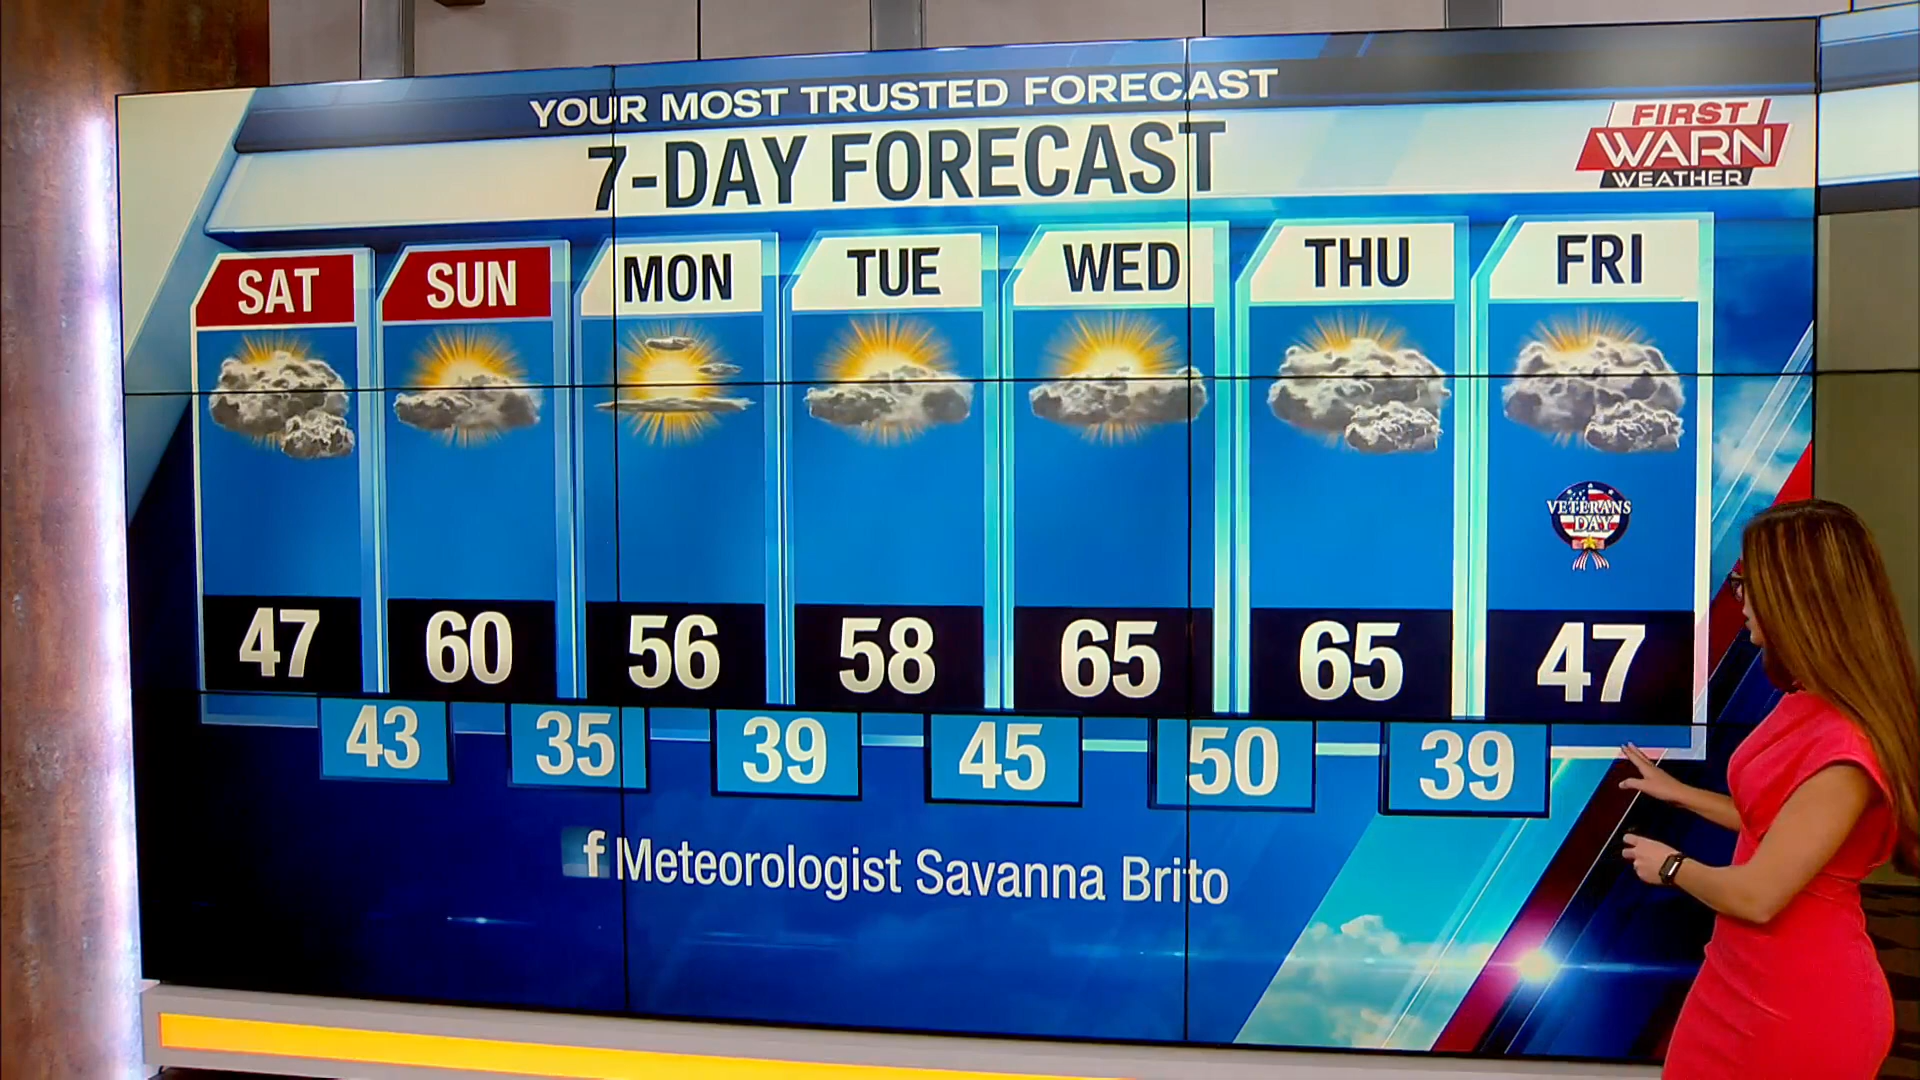 YOUR MOST TRUSTED FORECAST
7-DAY FORECAST
FIRST
WARN
WEATHER
SAT SUN MON TUE WED THU FRI
VETERANS
DAY
47 60 56 58 65 65 47
43 35 39 45 50 39
f Meteorologist Savanna Brito